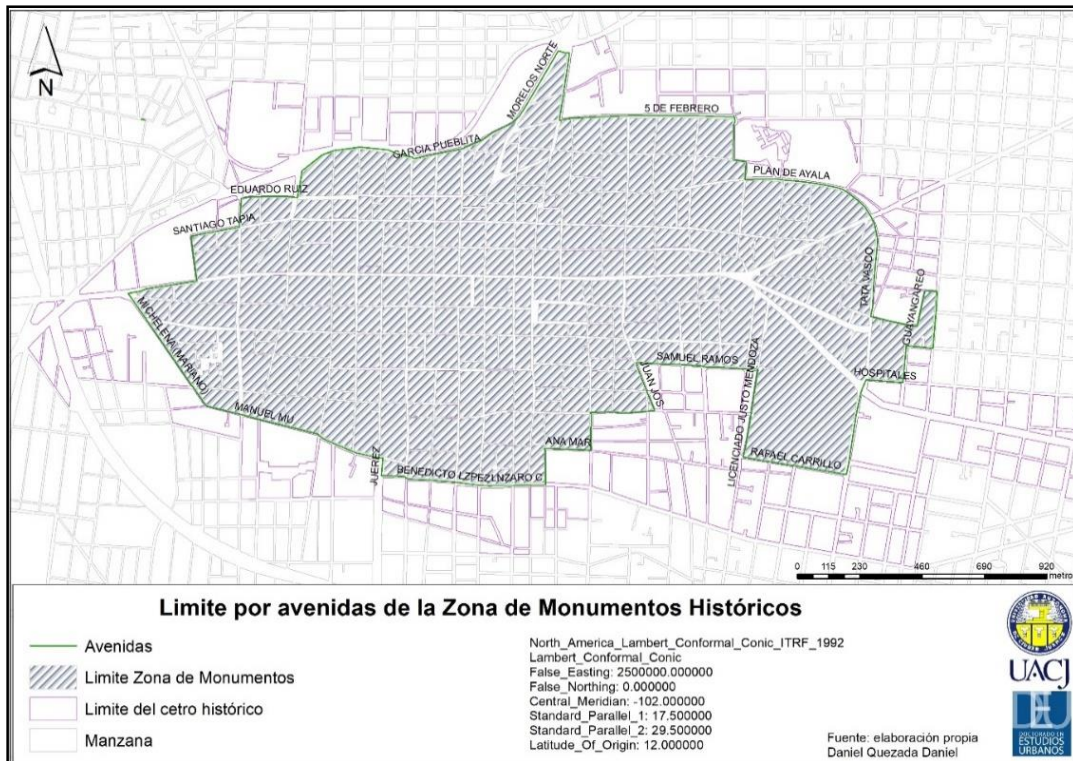 N
MORELOS NORTE
5 DE FEBRERO
GARCIA PUEBLITA
PLAN DE AYALA
EDUARDO RUIZ
SANTIAGO TAPIA
TATA VASCO
GUAYANGAREO
MICHELENA (MARIANO)
SAMUEL RAMOS
JUAN JOS
LICENCIADO JUSTO MENDOZA
HOSPITALES
MANUEL MU
ANA MAR
JUEREZ
BENEDICTO LZPEZLNZARO C
RAFAEL CARRILLO
0 115 230 460 690 920
metro
Limite por avenidas de la Zona de Monumentos Históricos
Avenidas
Limite Zona de Monumentos
Limite del cetro histórico
Manzana
North_America_Lambert_Conformal_Conic_ITRF_1992
Lambert_Conformal_Conic
False_Easting: 2500000.000000
False_Northing: 0.000000
Central_Meridian: -102.000000
Standard_Parallel_1: 17.500000
Standard_Parallel_2: 29.500000
Latitude_Of_Origin: 12.000000
Fuente: elaboración propia
Daniel Quezada Daniel
UACJ
DOCTORADO EN
ESTUDIOS
URBANOS